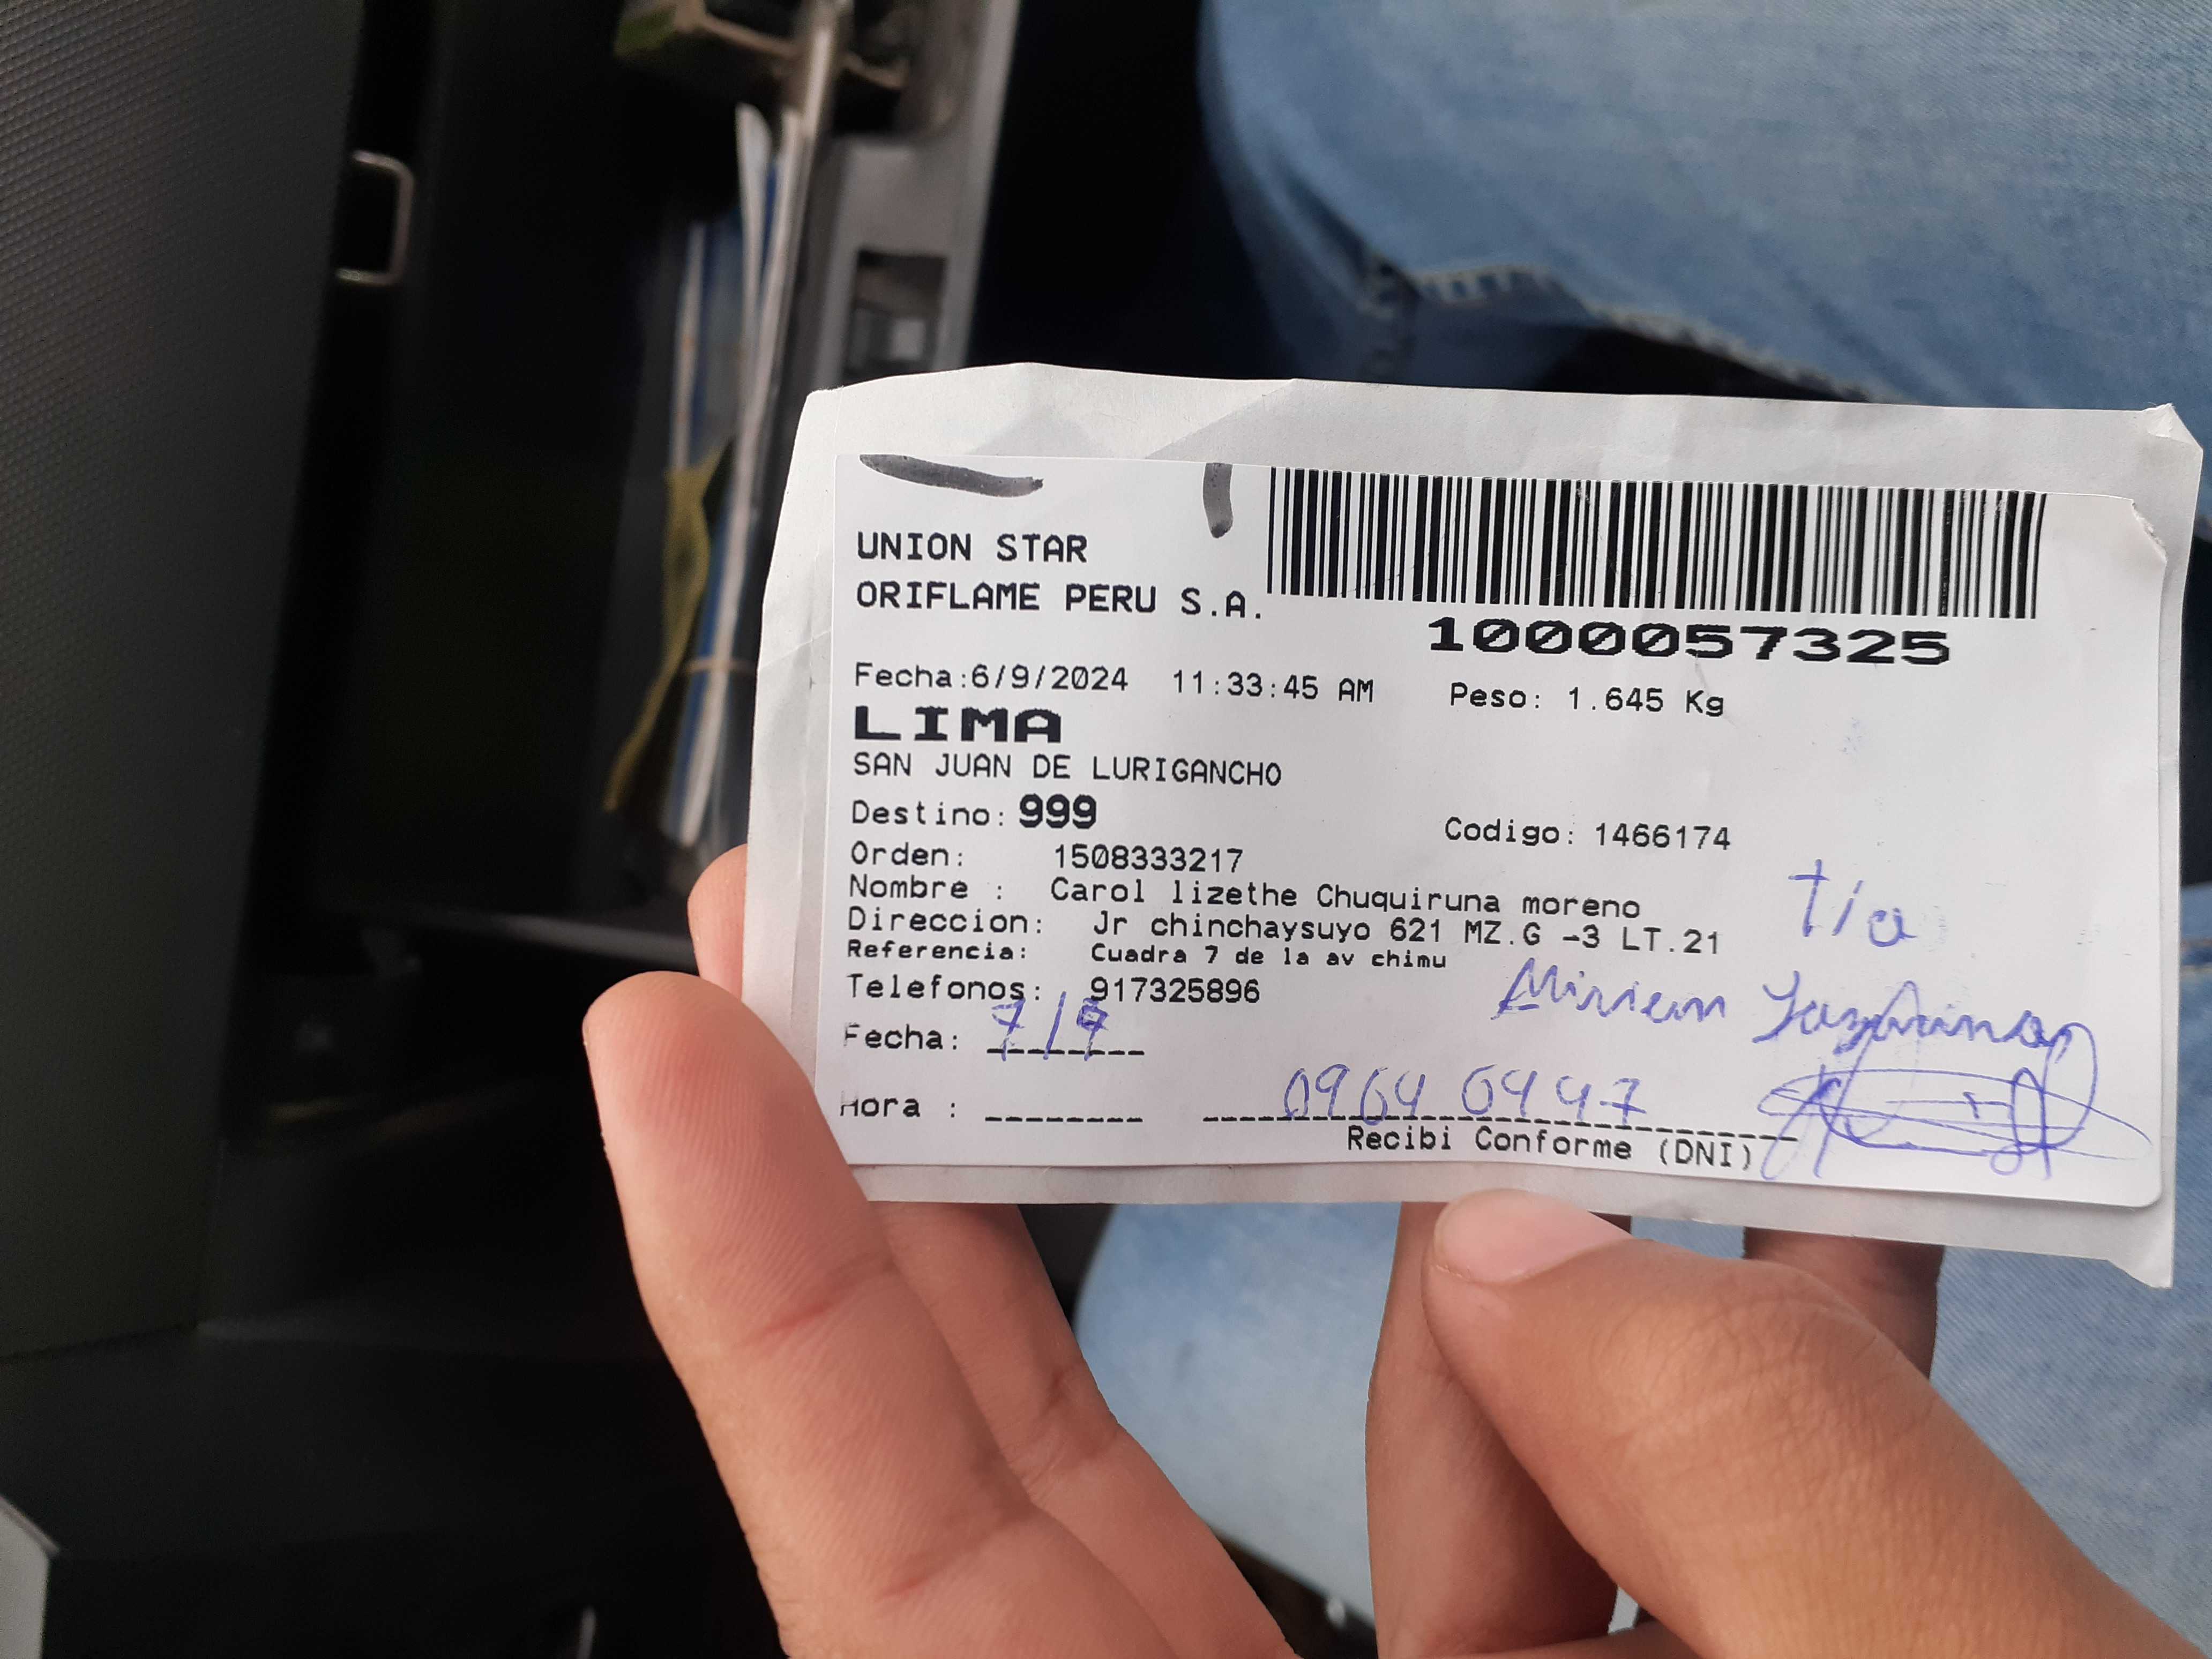 UNION STAR
ORIFLAME PERU S.A.
1000057325
Fecha:6/9/2024 11:33:45 AM Peso: 1.645 Kg
LIMA
SAN JUAN DE LURIGANCHO
Destino: 999 Codigo: 1466174
Orden: 1508333217
Nombre : Carol lizethe Chuquiruna moreno
Direccion: Jr chinchaysuyo 621 MZ.G -3 LT.21
tia
Referencia: Cuadra 7 de la av chimu
Telefonos: 917325896
Miriam
Fecha: 7/9
Hora :
Recibi Conforme (DNI)